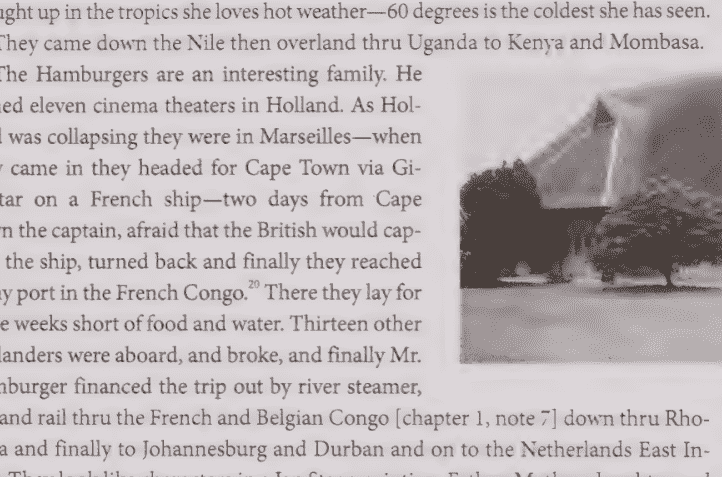 ught up in the tropics she loves hot weather—60 degrees is the coldest she has seen.
They came down the Nile then overland thru Uganda to Kenya and Mombasa.
The Hamburgers are an interesting family. He
ned eleven cinema theaters in Holland. As Hol-
d was collapsing they were in Marseilles—when
y came in they headed for Cape Town via Gi-
tar on a French ship—two days from Cape
n the captain, afraid that the British would cap-
the ship, turned back and finally they reached
y port in the French Congo.20 There they lay for
e weeks short of food and water. Thirteen other
landers were aboard, and broke, and finally Mr.
mburger financed the trip out by river steamer,
and rail thru the French and Belgian Congo [chapter 1, note 7] down thru Rho-
a and finally to Johannesburg and Durban and on to the Netherlands East In-